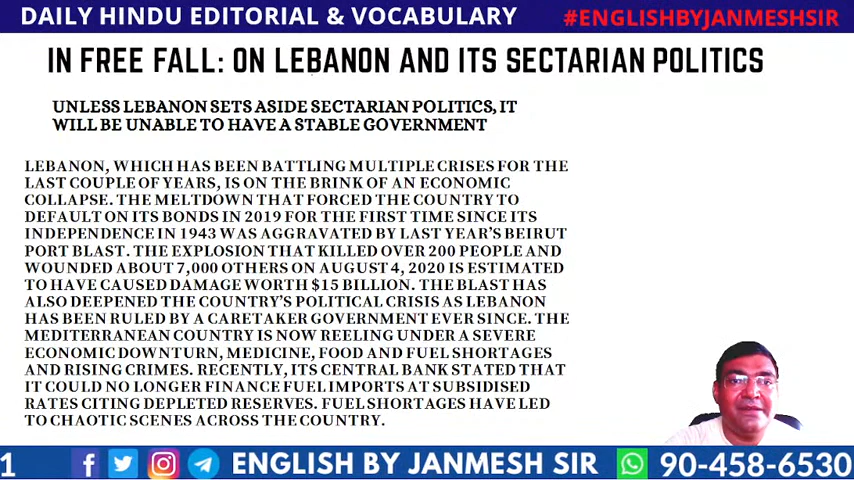 DAILY HINDU EDITORIAL & VOCABULARY #ENGLISHBYJANMESHSIR
IN FREE FALL: ON LEBANON AND ITS SECTARIAN POLITICS
UNLESS LEBANON SETS ASIDE SECTARIAN POLITICS, IT
WILL BE UNABLE TO HAVE A STABLE GOVERNMENT
LEBANON, WHICH HAS BEEN BATTLING MULTIPLE CRISES FOR THE
LAST COUPLE OF YEARS, IS ON THE BRINK OF AN ECONOMIC
COLLAPSE. THE MELTDOWN THAT FORCED THE COUNTRY TO
DEFAULT ON ITS BONDS IN 2019 FOR THE FIRST TIME SINCE ITS
INDEPENDENCE IN 1943 WAS AGGRAVATED BY LAST YEAR'S BEIRUT
PORT BLAST. THE EXPLOSION THAT KILLED OVER 200 PEOPLE AND
WOUNDED ABOUT 7,000 OTHERS ON AUGUST 4, 2020 IS ESTIMATED
TO HAVE CAUSED DAMAGE WORTH $15 BILLION. THE BLAST HAS
ALSO DEEPENED THE COUNTRY'S POLITICAL CRISIS AS LEBANON
HAS BEEN RULED BY A CARETAKER GOVERNMENT EVER SINCE. THE
MEDITERRANEAN COUNTRY IS NOW REELING UNDER A SEVERE
ECONOMIC DOWNTURN, MEDICINE, FOOD AND FUEL SHORTAGES
AND RISING CRIMES. RECENTLY, ITS CENTRAL BANK STATED THAT
IT COULD NO LONGER FINANCE FUEL IMPORTS AT SUBSIDISED
RATES CITING DEPLETED RESERVES. FUEL SHORTAGES HAVE LED
TO CHAOTIC SCENES ACROSS THE COUNTRY.
1 ENGLISH BY JANMESH SIR 90-458-6530